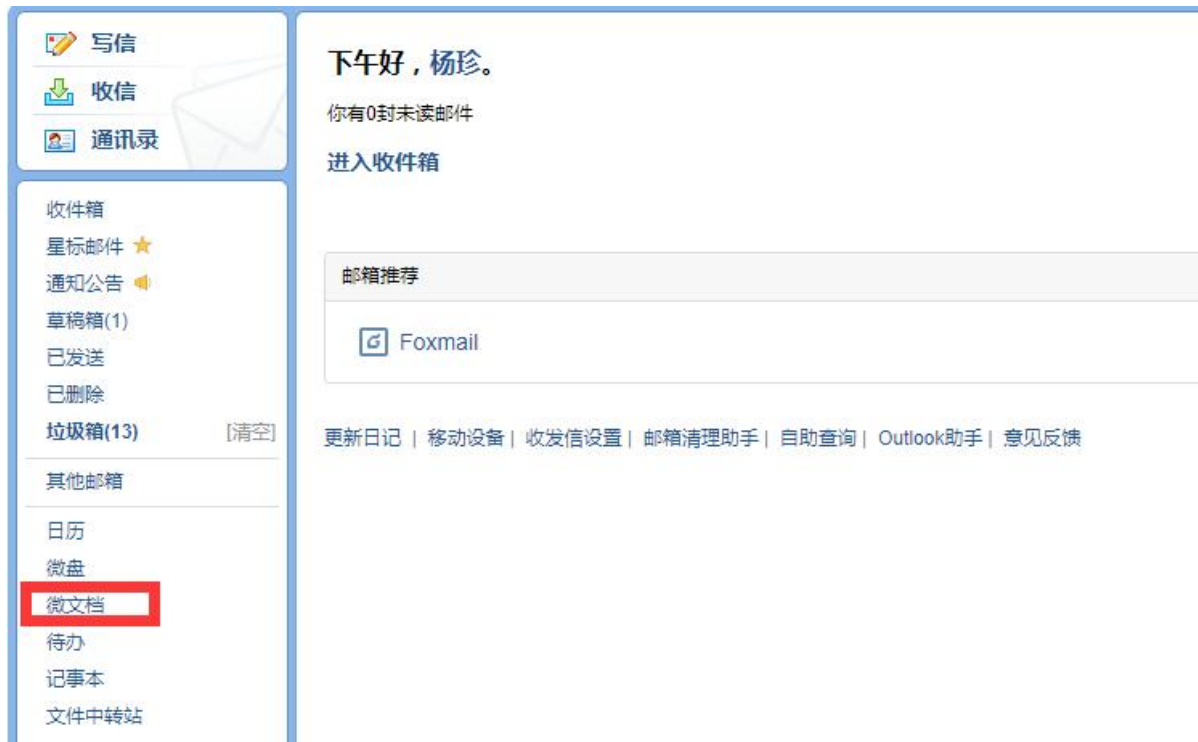 写信
收信
通讯录
收件箱
星标邮件
通知公告
草稿箱(1)
已发送
已删除
垃圾箱(13) [清空]
其他邮箱
日历
微盘
微文档
待办
记事本
文件中转站
下午好，杨珍。
你有0封未读邮件
进入收件箱
邮箱推荐
Foxmail
更新日记 | 移动设备 | 收发信设置 | 邮箱清理助手 | 自助查询 | Outlook助手 | 意见反馈